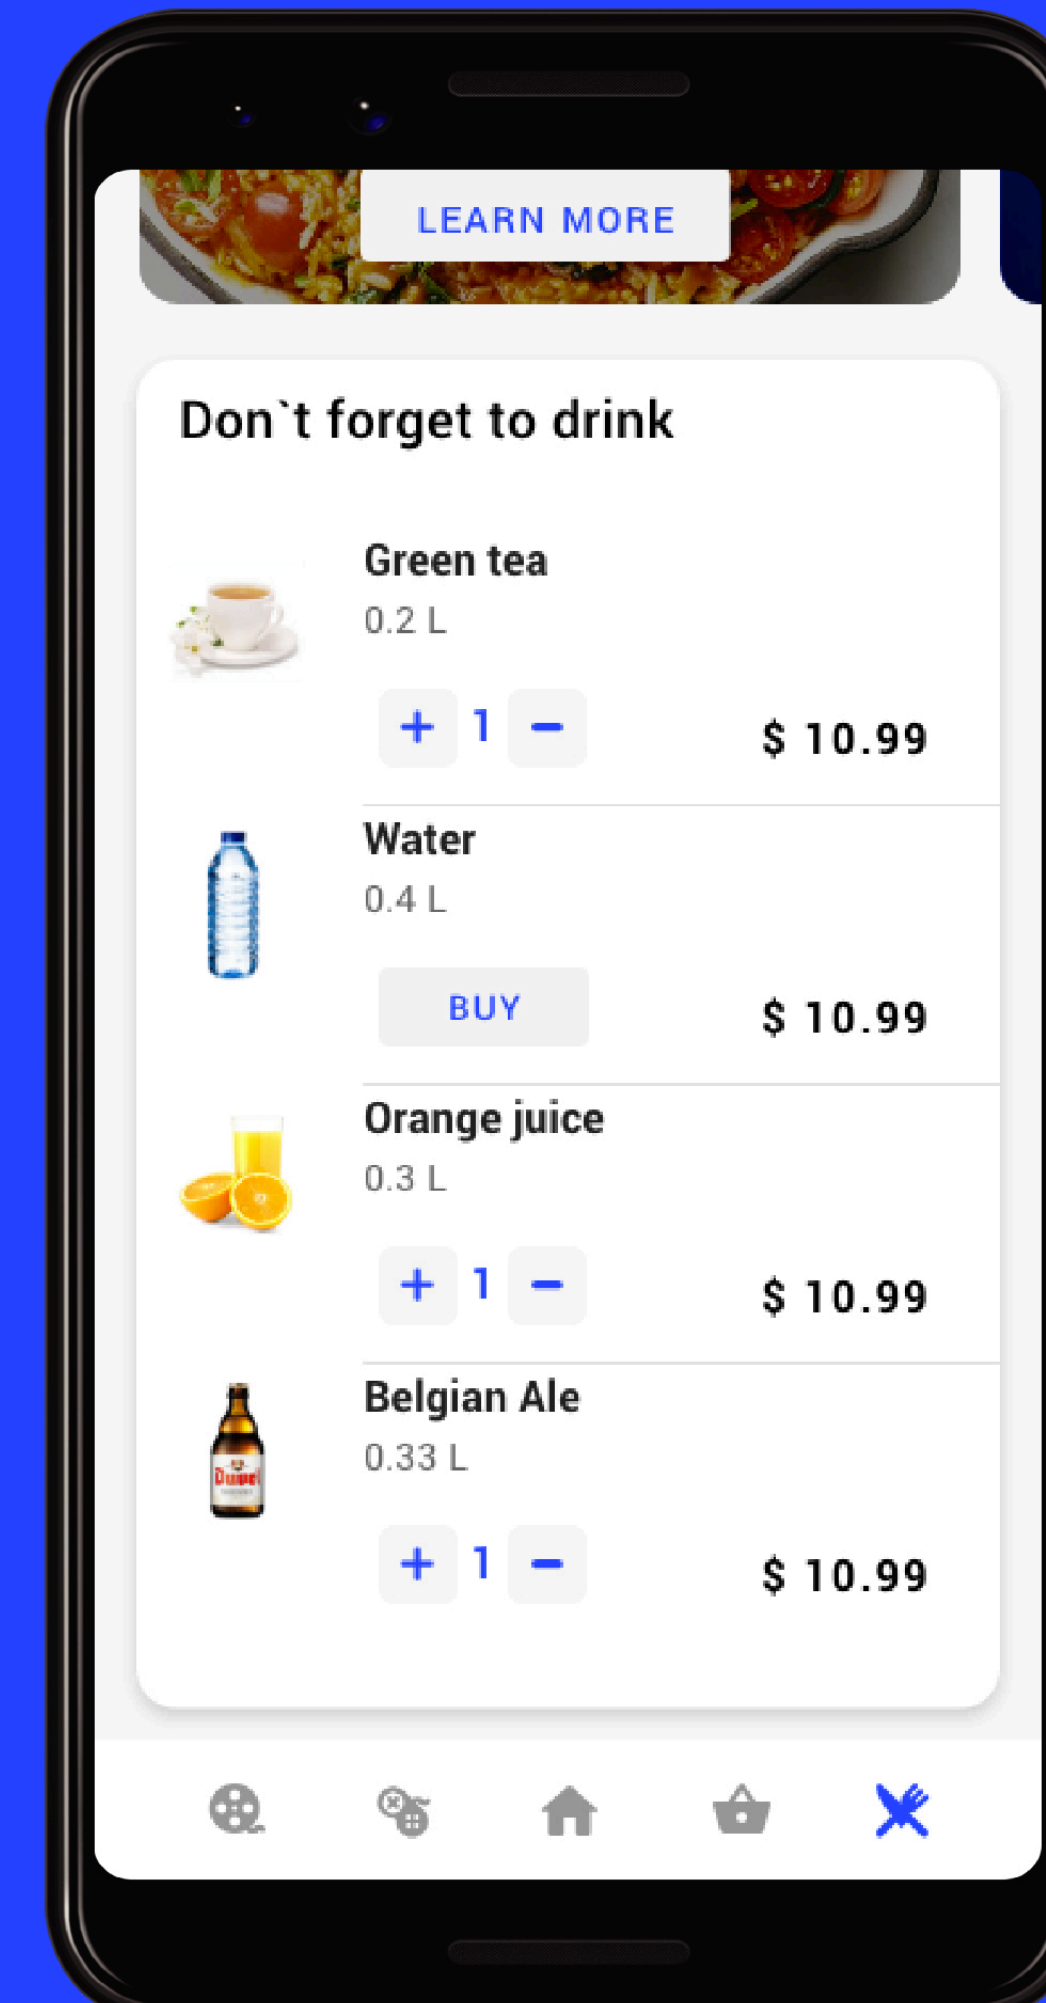 LEARN MORE
Don`t forget to drink
Green tea
0.2 L
+ 1 −
$ 10.99
Water
0.4 L
BUY
$ 10.99
Orange juice
0.3 L
+ 1 −
$ 10.99
Belgian Ale
0.33 L
Duvel
+ 1 −
$ 10.99